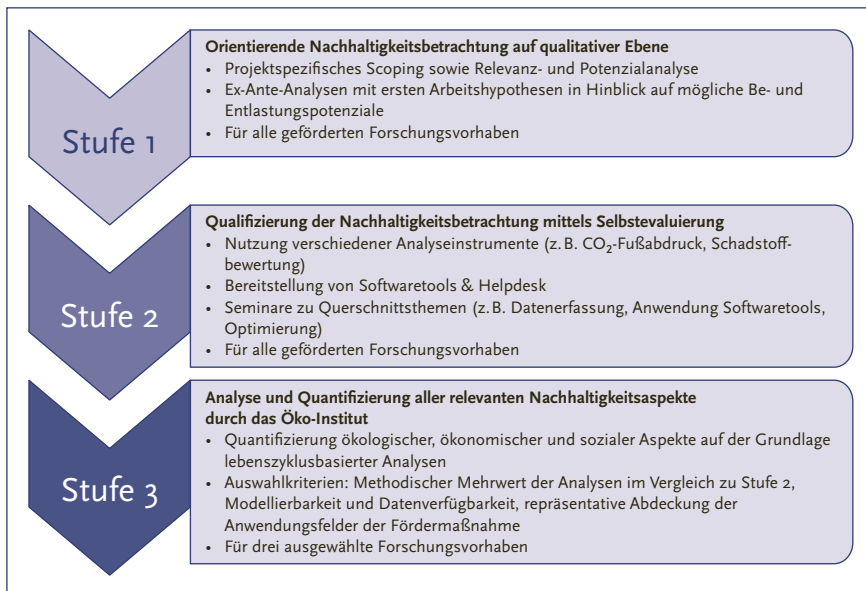 Stufe 1
Orientierende Nachhaltigkeitsbetrachtung auf qualitativer Ebene
• Projektspezifisches Scoping sowie Relevanz- und Potenzialanalyse
• Ex-Ante-Analysen mit ersten Arbeitshypothesen in Hinblick auf mögliche Be- und
Entlastungspotenziale
• Für alle geförderten Forschungsvorhaben
Stufe 2
Qualifizierung der Nachhaltigkeitsbetrachtung mittels Selbstevaluierung
• Nutzung verschiedener Analyseinstrumente (z. B. CO₂-Fußabdruck, Schadstoff-
bewertung)
• Bereitstellung von Softwaretools & Helpdesk
• Seminare zu Querschnittsthemen (z. B. Datenerfassung, Anwendung Softwaretools,
Optimierung)
• Für alle geförderten Forschungsvorhaben
Stufe 3
Analyse und Quantifizierung aller relevanten Nachhaltigkeitsaspekte
durch das Öko-Institut
• Quantifizierung ökologischer, ökonomischer und sozialer Aspekte auf der Grundlage
lebenszyklusbasierter Analysen
• Auswahlkriterien: Methodischer Mehrwert der Analysen im Vergleich zu Stufe 2,
Modellierbarkeit und Datenverfügbarkeit, repräsentative Abdeckung der
Anwendungsfelder der Fördermaßnahme
• Für drei ausgewählte Forschungsvorhaben